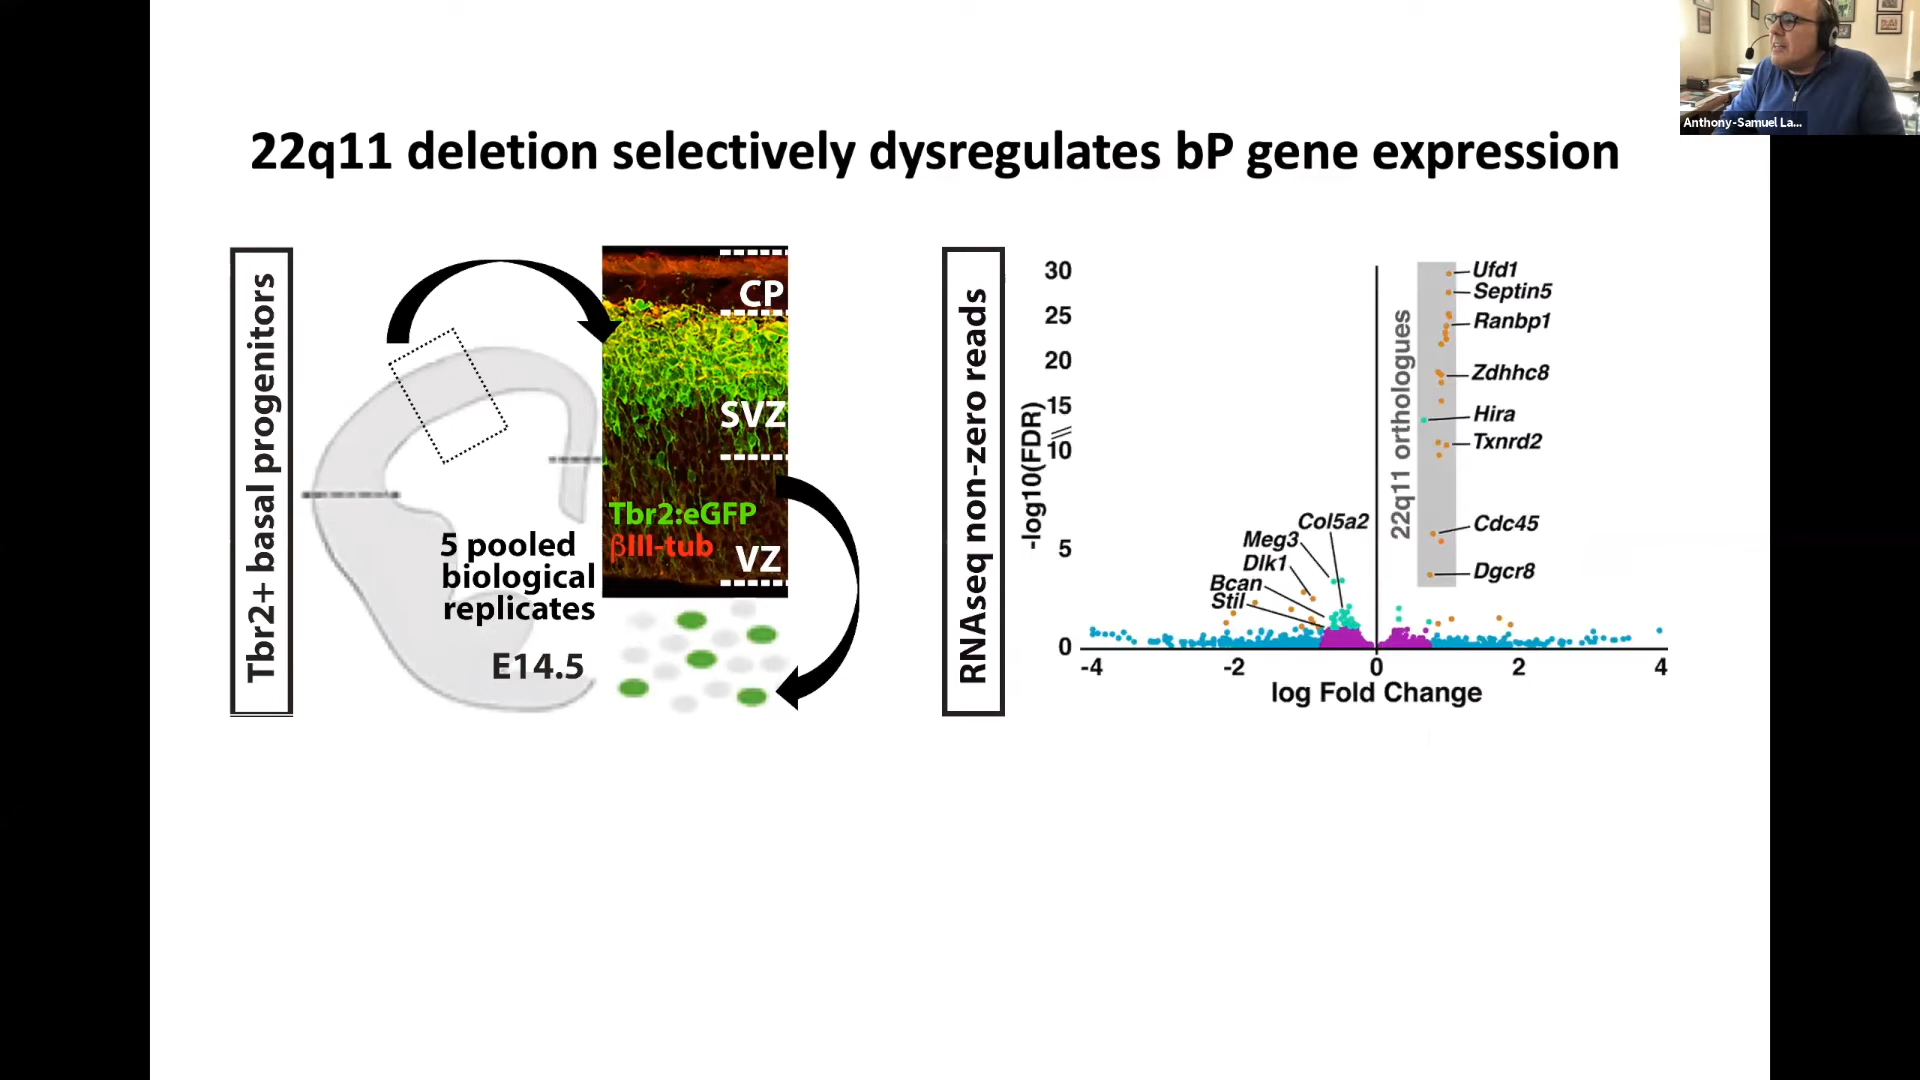 Anthony-Samuel La...
22q11 deletion selectively dysregulates bP gene expression
Tbr2+ basal progenitors
CP
SVZ
Tbr2:eGFP
βIII-tub
VZ
5 pooled
biological
replicates
E14.5
RNAseq non-zero reads
-log10(FDR)
30
25
20
15
10
5
0
22q11 orthologues
Ufd1
Septin5
Ranbp1
Zdhhc8
Hira
Txnrd2
Cdc45
Dgcr8
Col5a2
Meg3
Dlk1
Bcan
Stil
-4
-2
0
2
4
log Fold Change